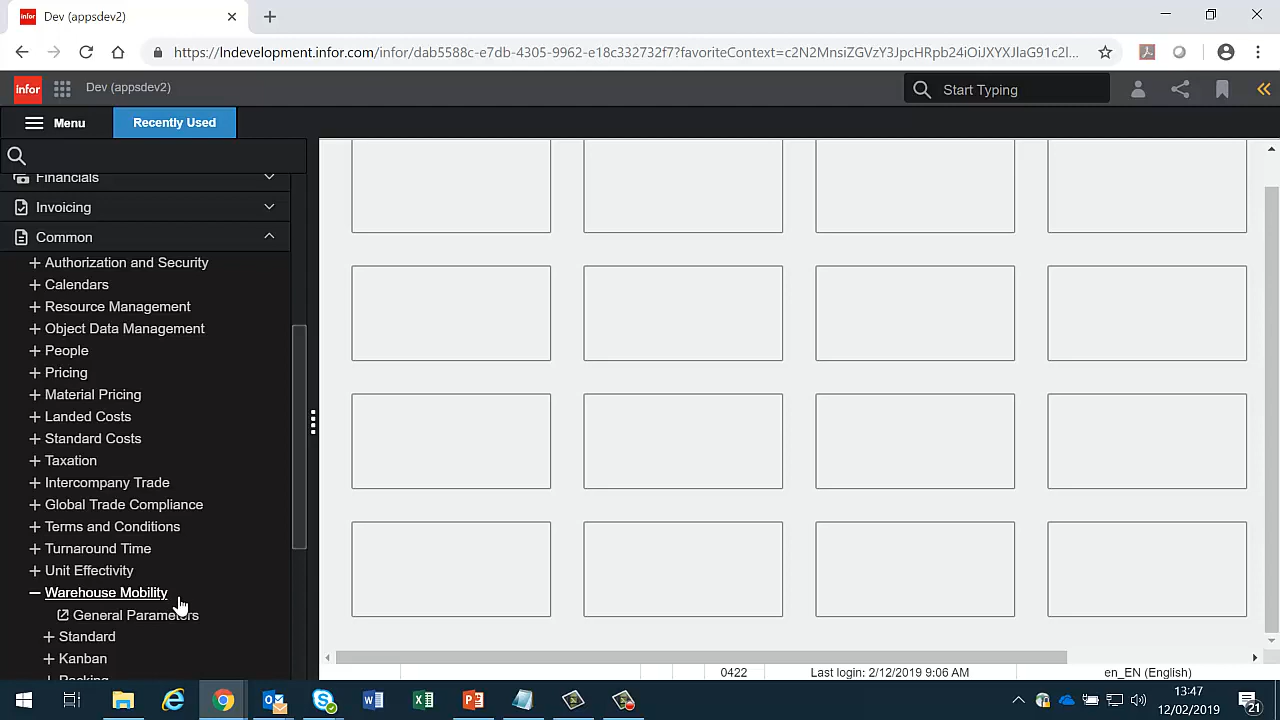 infor Dev (appsdev2)
https://lndevelopment.infor.com/infor/dab5588c-e7db-4305-9962-e18c332732f7?favoriteContext=c2N2MnsiZGVzY3JpcHRpb24iOiJXYXJlaG91c2l...
infor Dev (appsdev2) Start Typing
Menu Recently Used
Financials
Invoicing
Common
Authorization and Security
Calendars
Resource Management
Object Data Management
People
Pricing
Material Pricing
Landed Costs
Standard Costs
Taxation
Intercompany Trade
Global Trade Compliance
Terms and Conditions
Turnaround Time
Unit Effectivity
Warehouse Mobility
General Parameters
Standard
Kanban
Packing
0422 Last login: 2/12/2019 9:06 AM en_EN (English)
13:47
12/02/2019
21